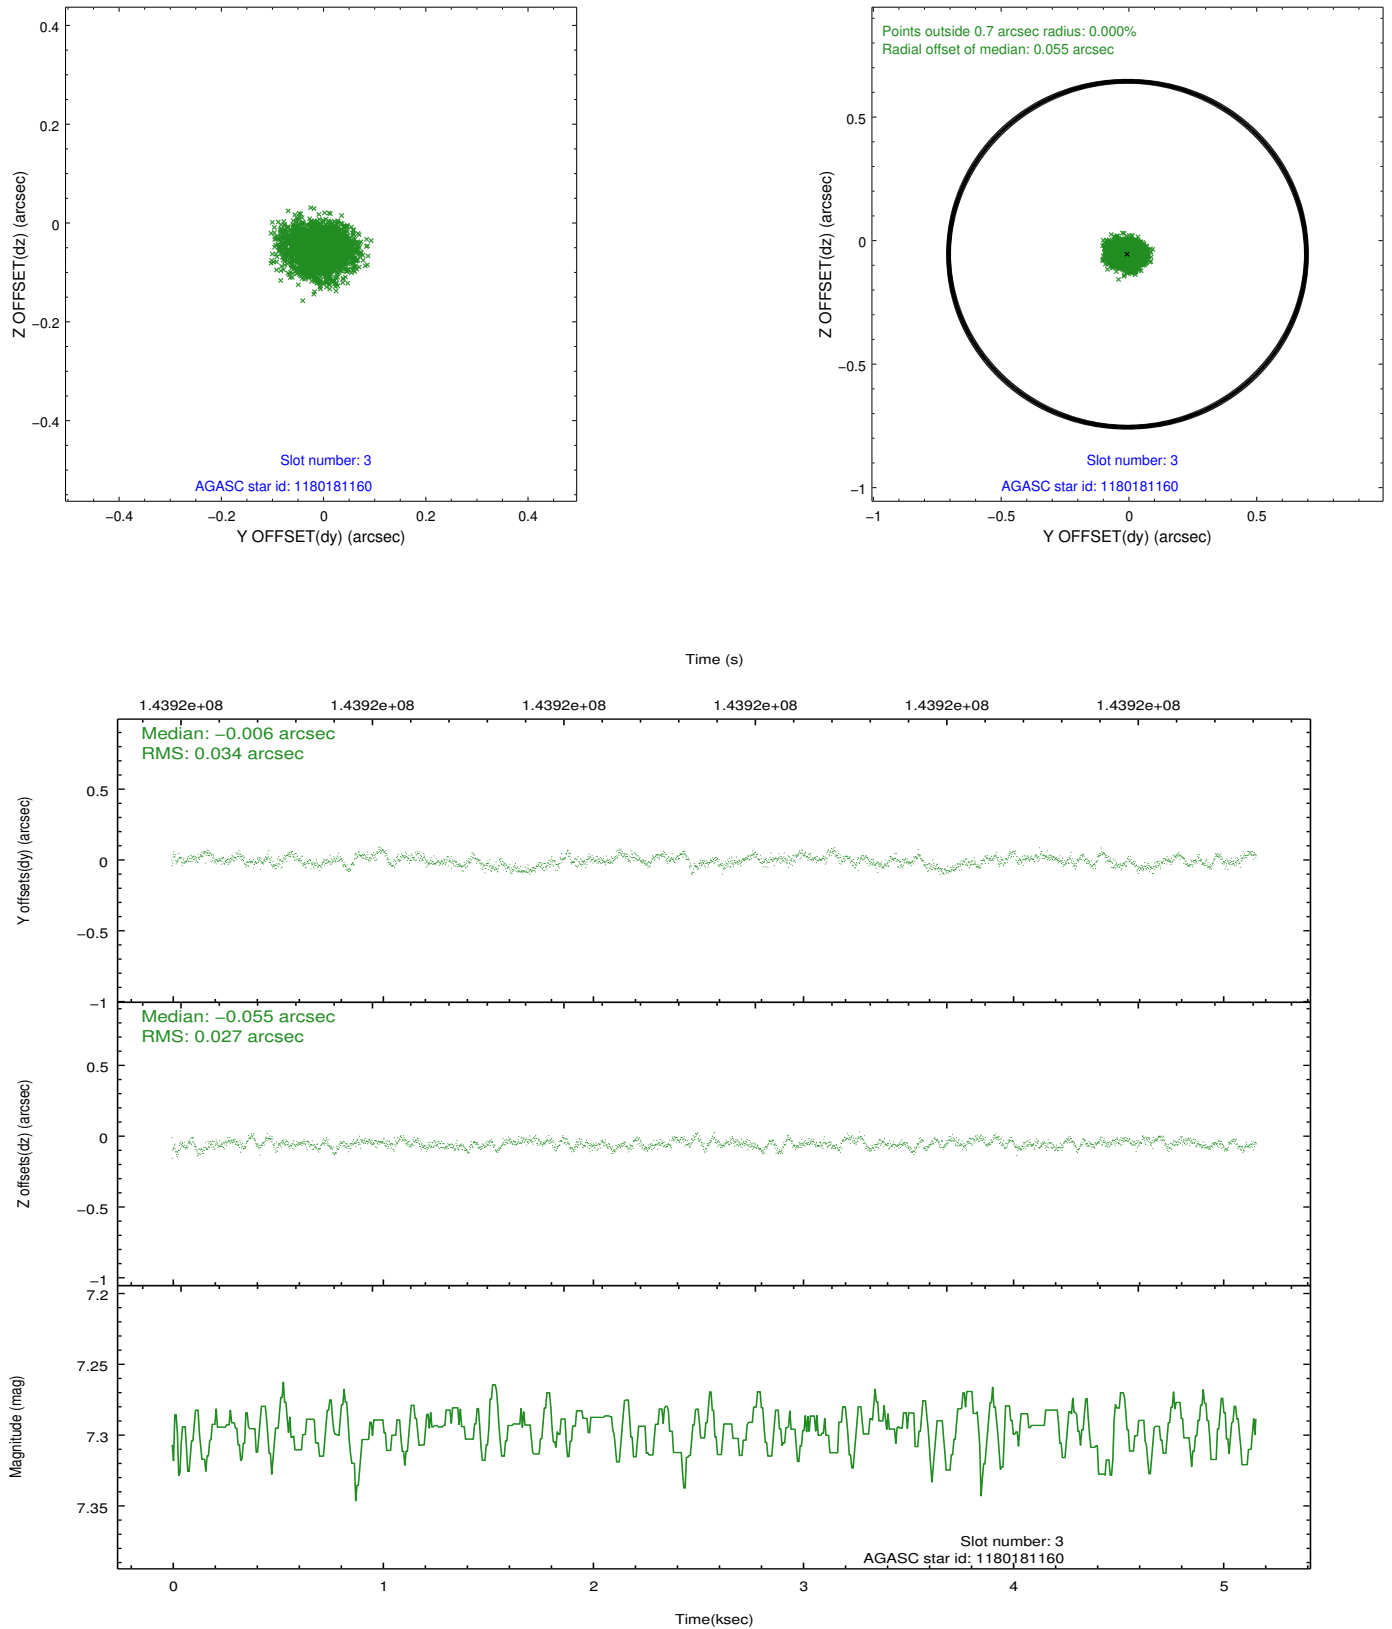 0.4
0.2
0
−0.2
−0.4
Z OFFSET(dz) (arcsec)
Slot number: 3
AGASC star id: 1180181160
−0.4
−0.2
0
0.2
0.4
Y OFFSET(dy) (arcsec)
Points outside 0.7 arcsec radius: 0.000%
Radial offset of median: 0.055 arcsec
0.5
0
−0.5
−1
Z OFFSET(dz) (arcsec)
Slot number: 3
AGASC star id: 1180181160
−1
−0.5
0
0.5
Y OFFSET(dy) (arcsec)
Time (s)
1.4392e+08
1.4392e+08
1.4392e+08
1.4392e+08
1.4392e+08
1.4392e+08
Median: −0.006 arcsec
RMS: 0.034 arcsec
0.5
0
−0.5
−1
Y offsets(dy) (arcsec)
Median: −0.055 arcsec
RMS: 0.027 arcsec
0.5
0
−0.5
−1
Z offsets(dz) (arcsec)
7.2
7.25
7.3
7.35
Magnitude (mag)
Slot number: 3
AGASC star id: 1180181160
0
1
2
3
4
5
Time(ksec)